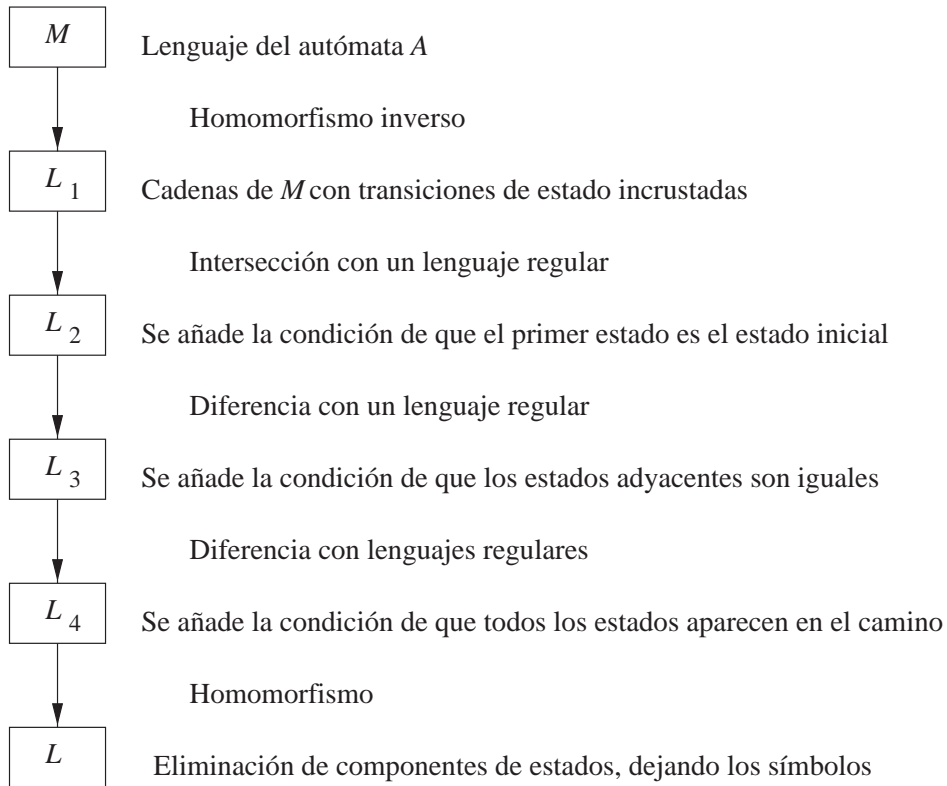 M
Lenguaje del autómata A
Homomorfismo inverso
L 1
Cadenas de M con transiciones de estado incrustadas
Intersección con un lenguaje regular
L 2
Se añade la condición de que el primer estado es el estado inicial
Diferencia con un lenguaje regular
L 3
Se añade la condición de que los estados adyacentes son iguales
Diferencia con lenguajes regulares
L 4
Se añade la condición de que todos los estados aparecen en el camino
Homomorfismo
L
Eliminación de componentes de estados, dejando los símbolos